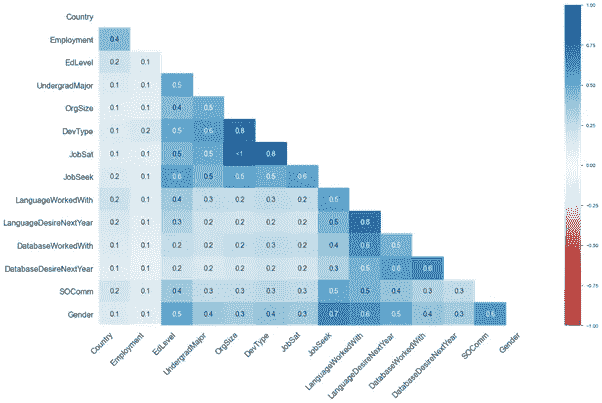 Country
Employment 0.4
EdLevel 0.2 0.1
UndergradMajor 0.1 0.1 0.5
OrgSize 0.1 0.1 0.4 0.5
DevType 0.1 0.2 0.5 0.5 0.8
JobSat 0.1 0.1 0.5 0.5 <1 0.8
JobSeek 0.2 0.1 0.6 0.5 0.5 0.5 0.6
LanguageWorkedWith 0.2 0.1 0.4 0.3 0.2 0.3 0.2 0.5
LanguageDesireNextYear 0.2 0.1 0.3 0.2 0.2 0.2 0.2 0.5 0.8
DatabaseWorkedWith 0.1 0.1 0.2 0.2 0.2 0.3 0.2 0.4 0.6 0.5
DatabaseDesireNextYear 0.1 0.1 0.2 0.2 0.2 0.2 0.2 0.3 0.5 0.6 0.8
SOComm 0.2 0.1 0.4 0.3 0.2 0.3 0.3 0.5 0.5 0.4 0.3 0.3
Gender 0.1 0.1 0.5 0.4 0.3 0.4 0.3 0.7 0.6 0.5 0.4 0.3 0.6
Country
Employment
EdLevel
UndergradMajor
OrgSize
DevType
JobSat
JobSeek
LanguageWorkedWith
LanguageDesireNextYear
DatabaseWorkedWith
DatabaseDesireNextYear
SOComm
Gender
1.00
0.75
0.50
0.25
0.00
-0.25
-0.50
-0.75
-1.00